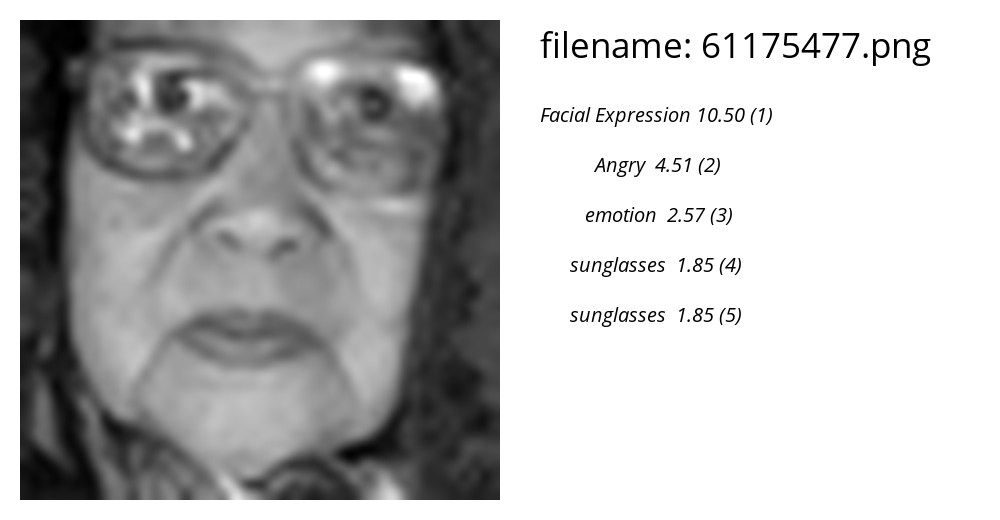 filename: 61175477.png
Facial Expression 10.50 (1)
Angry 4.51 (2)
emotion 2.57 (3)
sunglasses 1.85 (4)
sunglasses 1.85 (5)